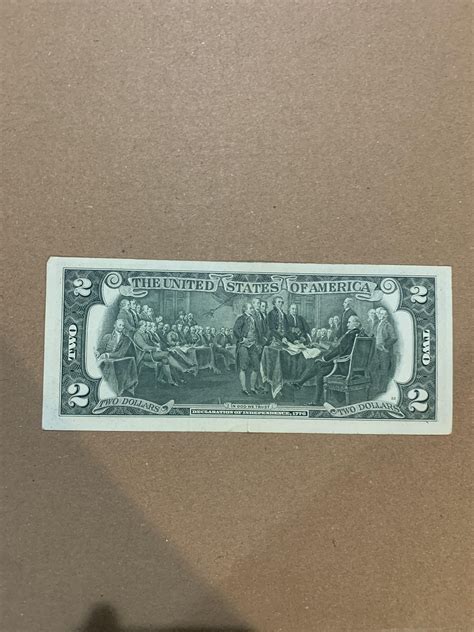 THE UNITED STATES OF AMERICA
2 2
TWO TWO
2 2
TWO DOLLARS TWO DOLLARS
IN GOD WE TRUST
DECLARATION OF INDEPENDENCE, 1776